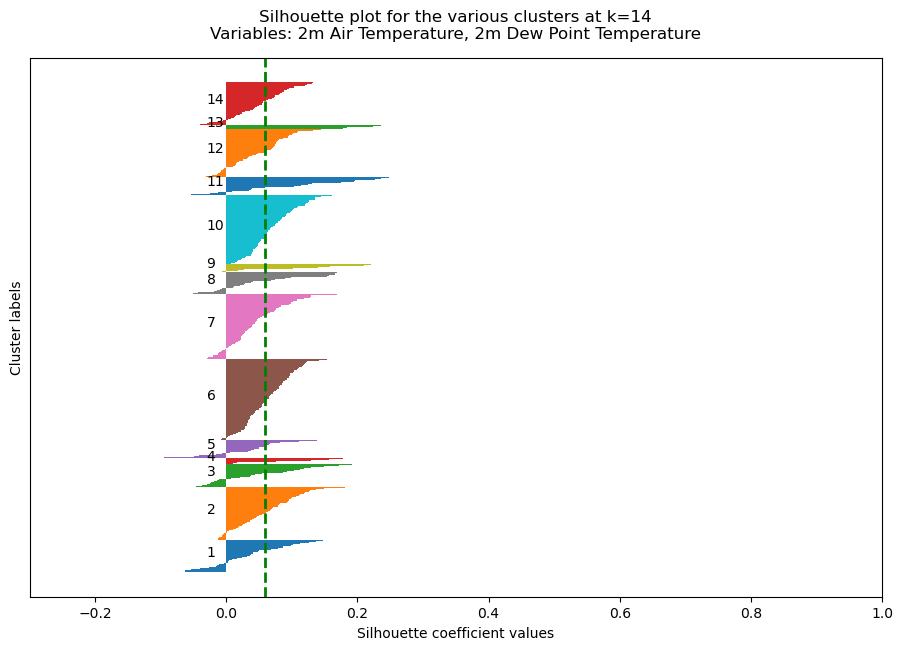 Silhouette plot for the various clusters at k=14
Variables: 2m Air Temperature, 2m Dew Point Temperature
Cluster labels
14
13
12
11
10
9
8
7
6
5
4
3
2
1
−0.2 0.0 0.2 0.4 0.6 0.8 1.0
Silhouette coefficient values